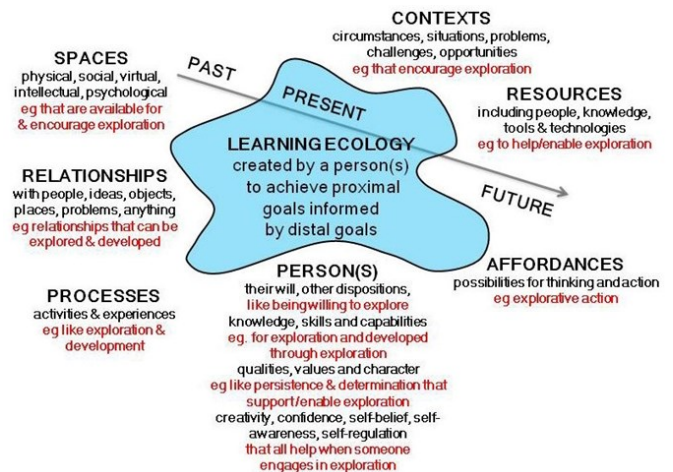 CONTEXTS
circumstances, situations, problems,
challenges, opportunities
eg that encourage exploration
SPACES
physical, social, virtual,
intellectual, psychological
eg that are available for
& encourage exploration
PAST
PRESENT
FUTURE
RESOURCES
including people, knowledge,
tools & technologies
eg to help/enable exploration
LEARNING ECOLOGY
created by a person(s)
to achieve proximal
goals informed
by distal goals
RELATIONSHIPS
with people, ideas, objects,
places, problems, anything
eg relationships that can be
explored & developed
AFFORDANCES
possibilities for thinking and action
eg explorative action
PROCESSES
activities & experiences
eg like exploration &
development
PERSON(S)
their will, other dispositions,
like being willing to explore
knowledge, skills and capabilities
eg. for exploration and developed
through exploration
qualities, values and character
eg like persistence & determination that
support/enable exploration
creativity, confidence, self-belief, self-
awareness, self-regulation
that all help when someone
engages in exploration